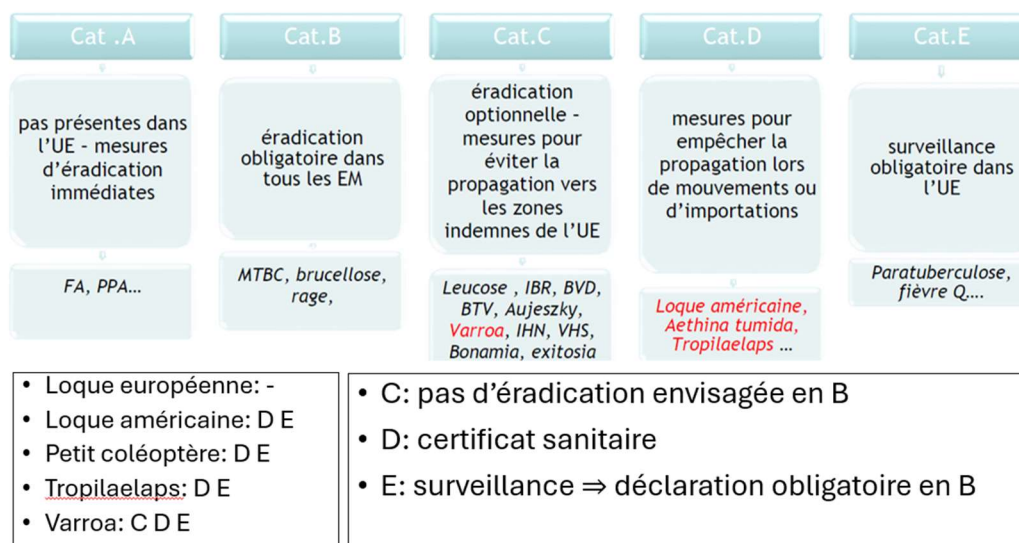 Cat .A
pas présentes dans
l'UE - mesures
d'éradication
immédiates
FA, PPA...
Cat.B
éradication
obligatoire dans
tous les EM
MTBC, brucellose,
rage,
Cat.C
éradication
optionnelle -
mesures pour
éviter la
propagation vers
les zones
indemnes de l'UE
Leucose , IBR, BVD,
BTV, Aujeszky,
Varroa, IHN, VHS,
Bonamia, exitosia
Cat.D
mesures pour
empêcher la
propagation lors
de mouvements ou
d'importations
Loque américaine,
Aethina tumida,
Tropilaelaps ...
Cat.E
surveillance
obligatoire dans
l'UE
Paratuberculose,
fièvre Q....
• Loque européenne: -
• Loque américaine: D E
• Petit coléoptère: D E
• Tropilaelaps: D E
• Varroa: C D E
• C: pas d'éradication envisagée en B
• D: certificat sanitaire
• E: surveillance ⇒ déclaration obligatoire en B